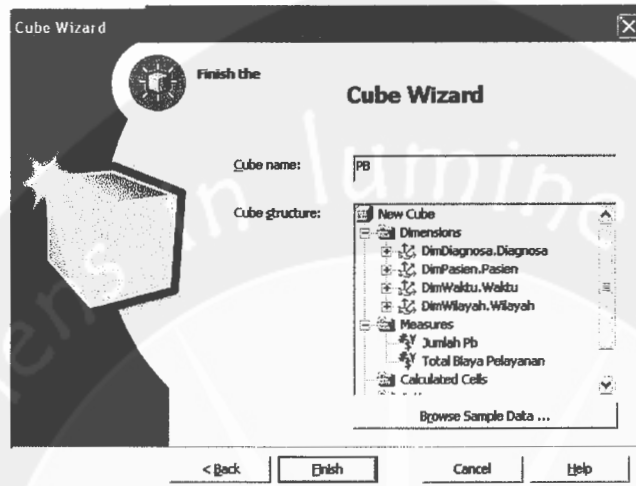 Cube Wizard
Finish the
Cube Wizard
Cube name:
PB
Cube structure:
New Cube
Dimensions
DimDiagnosa.Diagnosa
DimPasien.Pasien
DimWaktu.Waktu
DimWilayah.Wilayah
Measures
Jumlah Pb
Total Biaya Pelayanan
Calculated Cells
Browse Sample Data ...
< Back
Finish
Cancel
Help
lumine